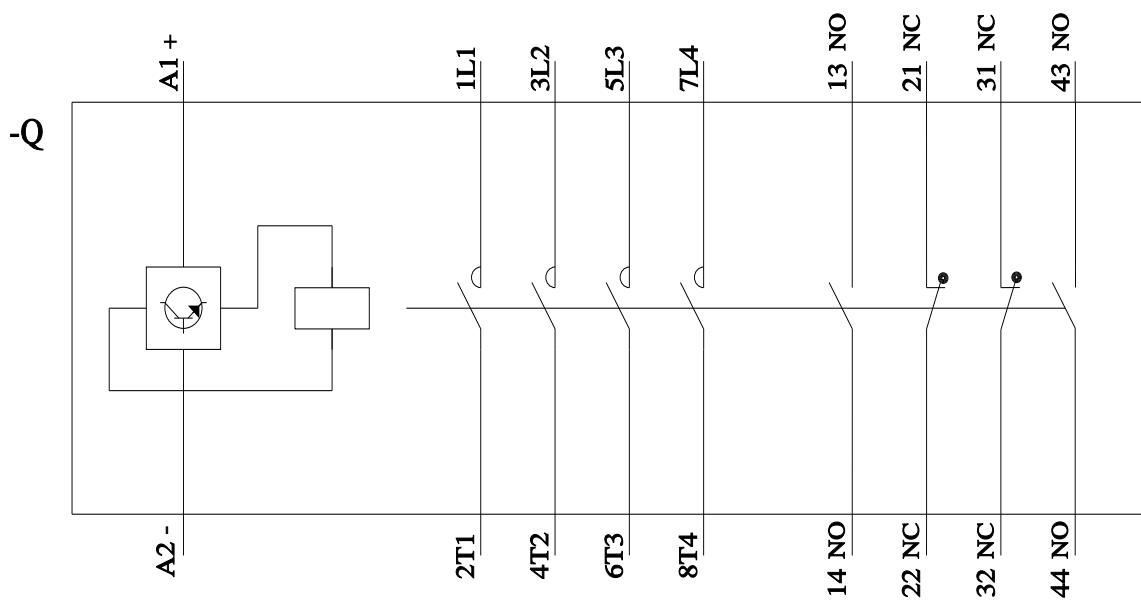 A1 +
1L1
3L2
5L3
7L4
13 NO
21 NC
31 NC
43 NO
-Q
A2 -
2T1
4T2
6T3
8T4
14 NO
22 NC
32 NC
44 NO